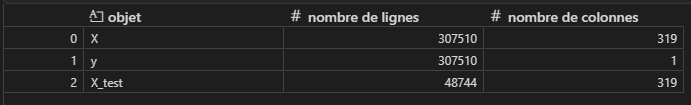 objet # nombre de lignes # nombre de colonnes
0 X 307510 319
1 y 307510 1
2 X_test 48744 319